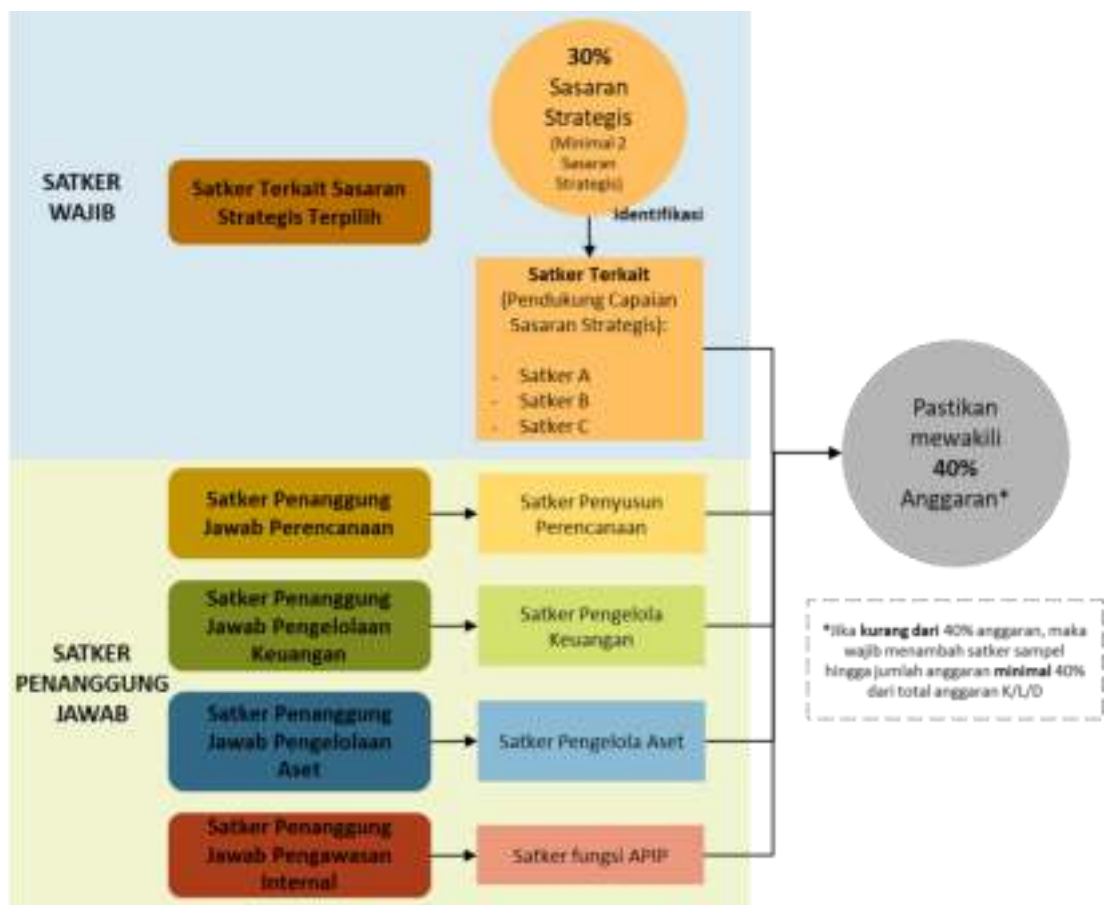 30%
Sasaran
Strategis
(Minimal 2
Sasaran
Strategis)
SATKER
WAJIB
Satker Terkait Sasaran
Strategis Terpilih
Identifikasi
Satker Terkait
(Pendukung Capaian
Sasaran Strategis):
- Satker A
- Satker B
- Satker C
Pastikan
mewakili
40%
Anggaran*
SATKER
PENANGGUNG
JAWAB
Satker Penanggung
Jawab Perencanaan
Satker Penyusun
Perencanaan
Satker Penanggung
Jawab Pengelolaan
Keuangan
Satker Pengelola
Keuangan
Satker Penanggung
Jawab Pengelolaan
Aset
Satker Pengelola Aset
Satker Penanggung
Jawab Pengawasan
Internal
Satker fungsi APIP
*Jika kurang dari 40% anggaran, maka
wajib menambah satker sampel
hingga jumlah anggaran minimal 40%
dari total anggaran K/L/D